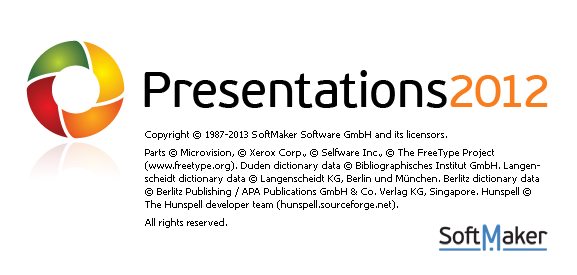 Presentations2012
Copyright © 1987-2013 SoftMaker Software GmbH and its licensors.
Parts © Microvision, © Xerox Corp., © Selfware Inc., © The FreeType Project
(www.freetype.org). Duden dictionary data © Bibliographisches Institut GmbH. Langen-
scheidt dictionary data © Langenscheidt KG, Berlin und München. Berlitz dictionary data
© Berlitz Publishing / APA Publications GmbH & Co. Verlag KG, Singapore. Hunspell ©
The Hunspell developer team (hunspell.sourceforge.net).
All rights reserved.
SoftMaker